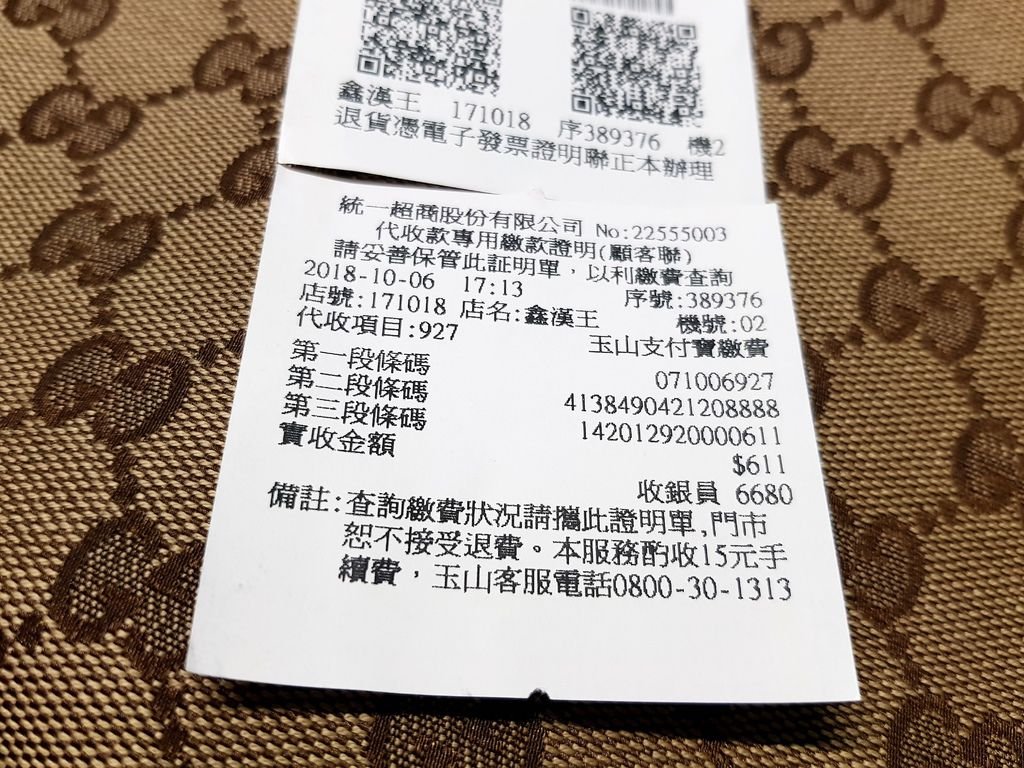 鑫漢王 171018 序389376 機2
退貨憑電子發票證明聯正本辦理
統一超商股份有限公司 No:22555003
代收款專用繳款證明(顧客聯)
請妥善保管此証明單，以利繳費查詢
2018-10-06 17:13 序號:389376
店號:171018 店名:鑫漢王 機號:02
代收項目:927 玉山支付寶繳費
第一段條碼 071006927
第二段條碼 4138490421208888
第三段條碼 142012920000611
實收金額 $611
收銀員 6680
備註:查詢繳費狀況請攜此證明單,門市
恕不接受退費。本服務酌收15元手
續費，玉山客服電話0800-30-1313